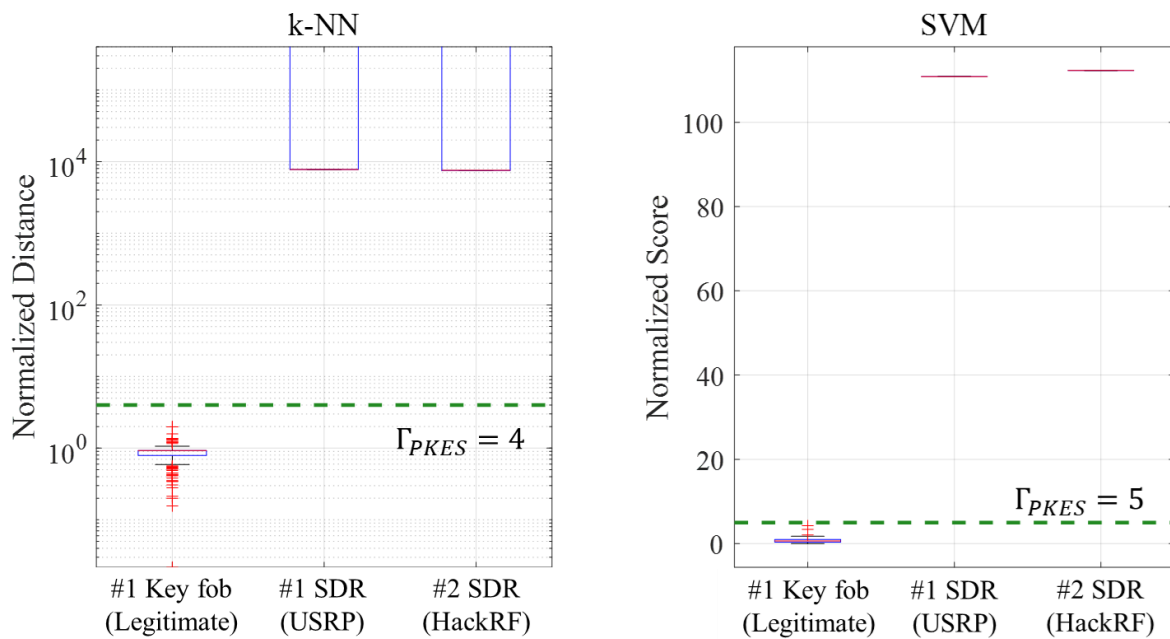 k-NN
Normalized Distance
10^4
10^2
10^0
Γ_PKES = 4
#1 Key fob
(Legitimate)
#1 SDR
(USRP)
#2 SDR
(HackRF)
SVM
Normalized Score
100
80
60
40
20
0
Γ_PKES = 5
#1 Key fob
(Legitimate)
#1 SDR
(USRP)
#2 SDR
(HackRF)